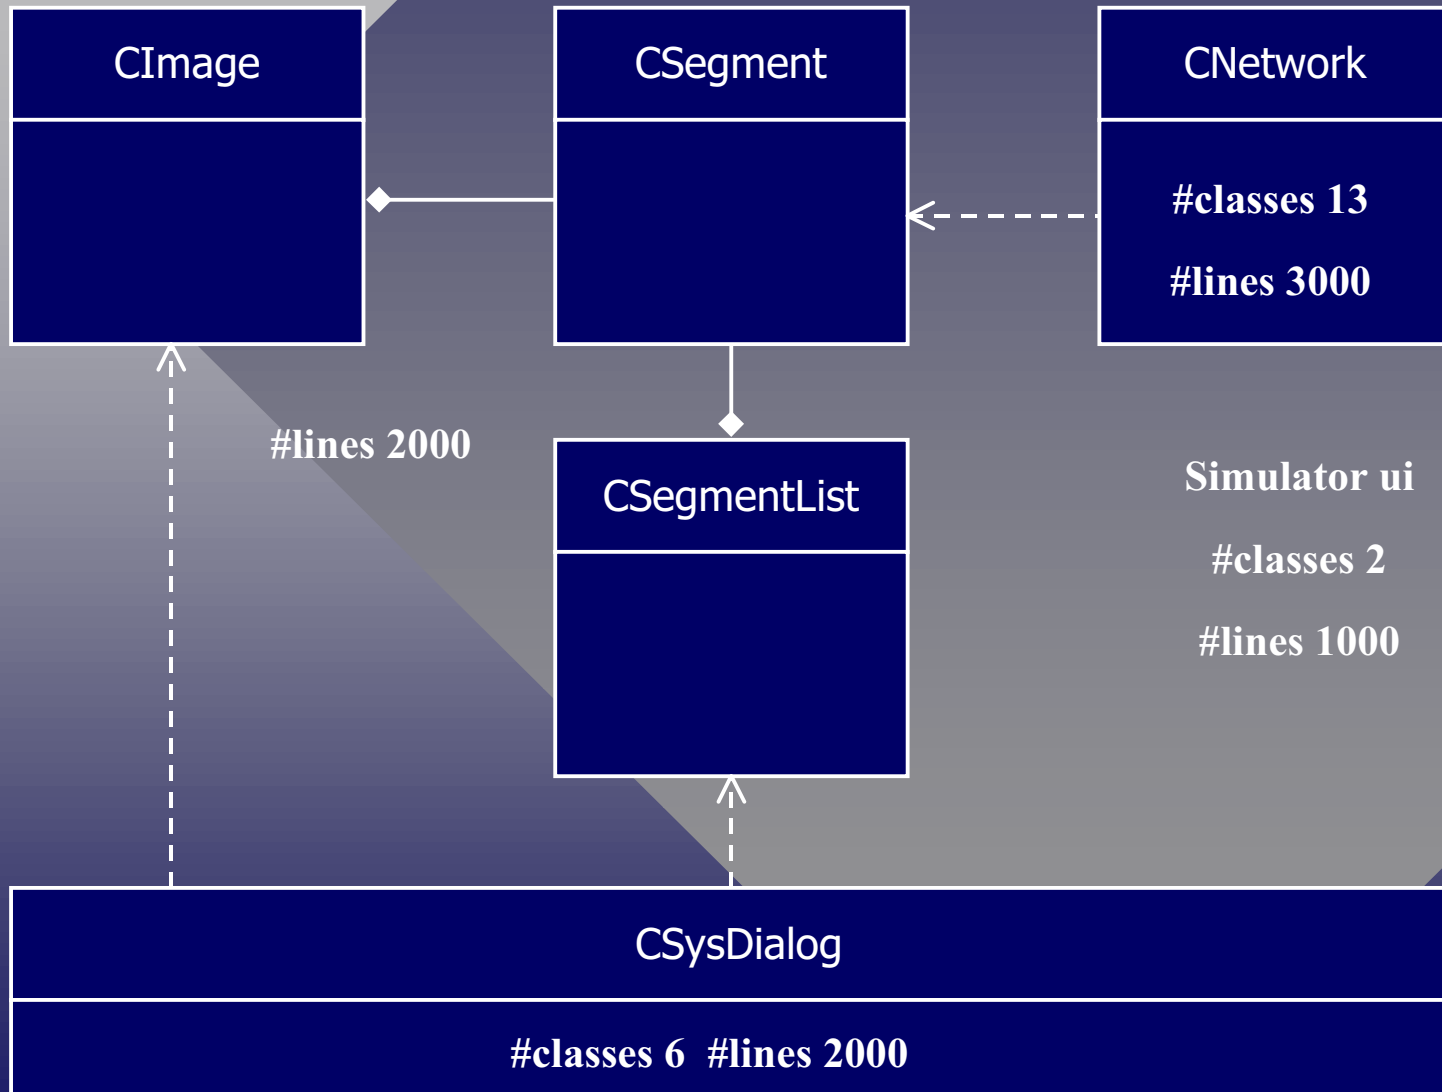 CImage
CSegment
CNetwork
#classes 13
#lines 3000
#lines 2000
CSegmentList
Simulator ui
#classes 2
#lines 1000
CSysDialog
#classes 6 #lines 2000